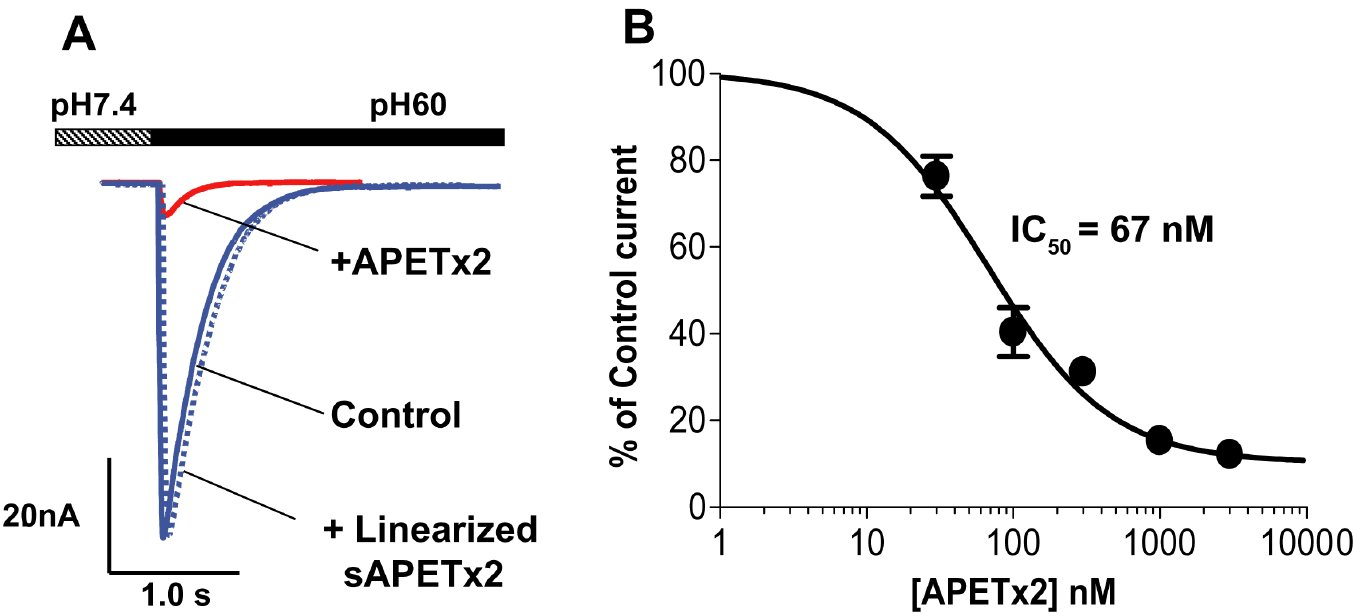 A
pH7.4
pH60
+APETx2
Control
+ Linearized
sAPETx2
20nA
1.0 s
B
% of Control current
100
80
60
40
20
0
IC50 = 67 nM
1
10
100
1000
10000
[APETx2] nM